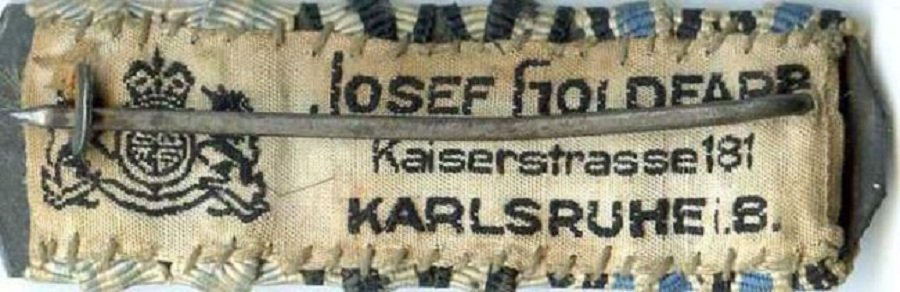 JOSEF GOLDFARB
Kaiserstrasse 181
KARLSRUHE i.B.